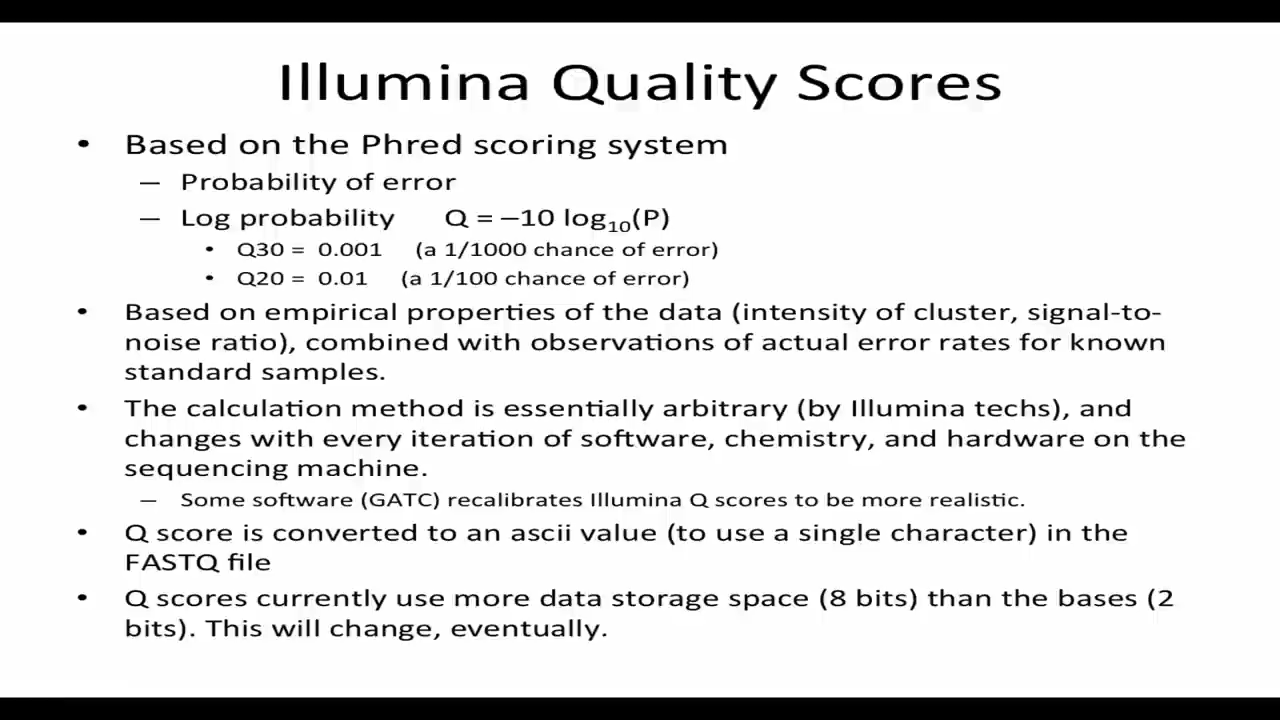 Illumina Quality Scores
• Based on the Phred scoring system
– Probability of error
– Log probability Q = –10 log₁₀(P)
• Q30 = 0.001 (a 1/1000 chance of error)
• Q20 = 0.01 (a 1/100 chance of error)
• Based on empirical properties of the data (intensity of cluster, signal-to-
noise ratio), combined with observations of actual error rates for known
standard samples.
• The calculation method is essentially arbitrary (by Illumina techs), and
changes with every iteration of software, chemistry, and hardware on the
sequencing machine.
– Some software (GATC) recalibrates Illumina Q scores to be more realistic.
• Q score is converted to an ascii value (to use a single character) in the
FASTQ file
• Q scores currently use more data storage space (8 bits) than the bases (2
bits). This will change, eventually.